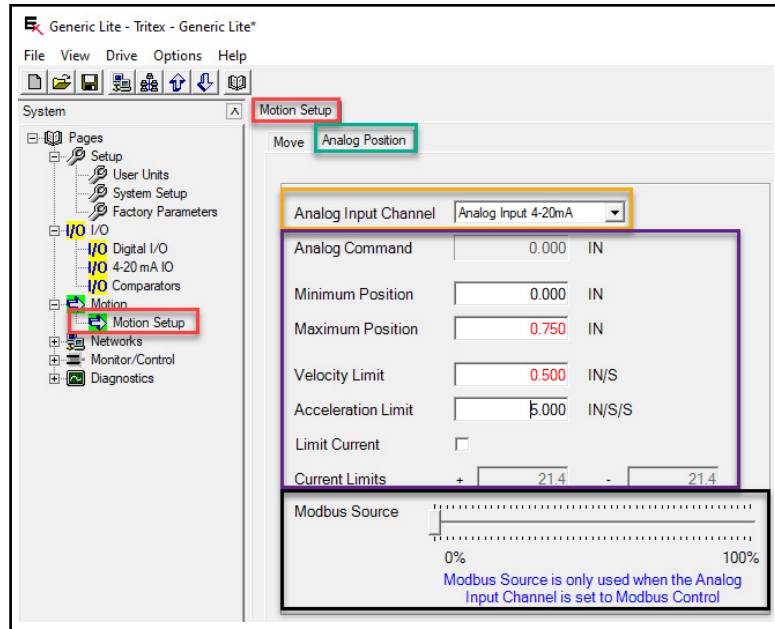 Generic Lite - Tritex - Generic Lite*
File View Drive Options Help
System
Pages
Setup
User Units
System Setup
Factory Parameters
I/O I/O
I/O Digital I/O
I/O 4-20 mA IO
I/O Comparators
Motion
Motion Setup
Networks
Monitor/Control
Diagnostics
Motion Setup
Move Analog Position
Analog Input Channel Analog Input 4-20mA
Analog Command 0.000 IN
Minimum Position 0.000 IN
Maximum Position 0.750 IN
Velocity Limit 0.500 IN/S
Acceleration Limit 5.000 IN/S/S
Limit Current
Current Limits + 21.4 - 21.4
Modbus Source
0% 100%
Modbus Source is only used when the Analog
Input Channel is set to Modbus Control